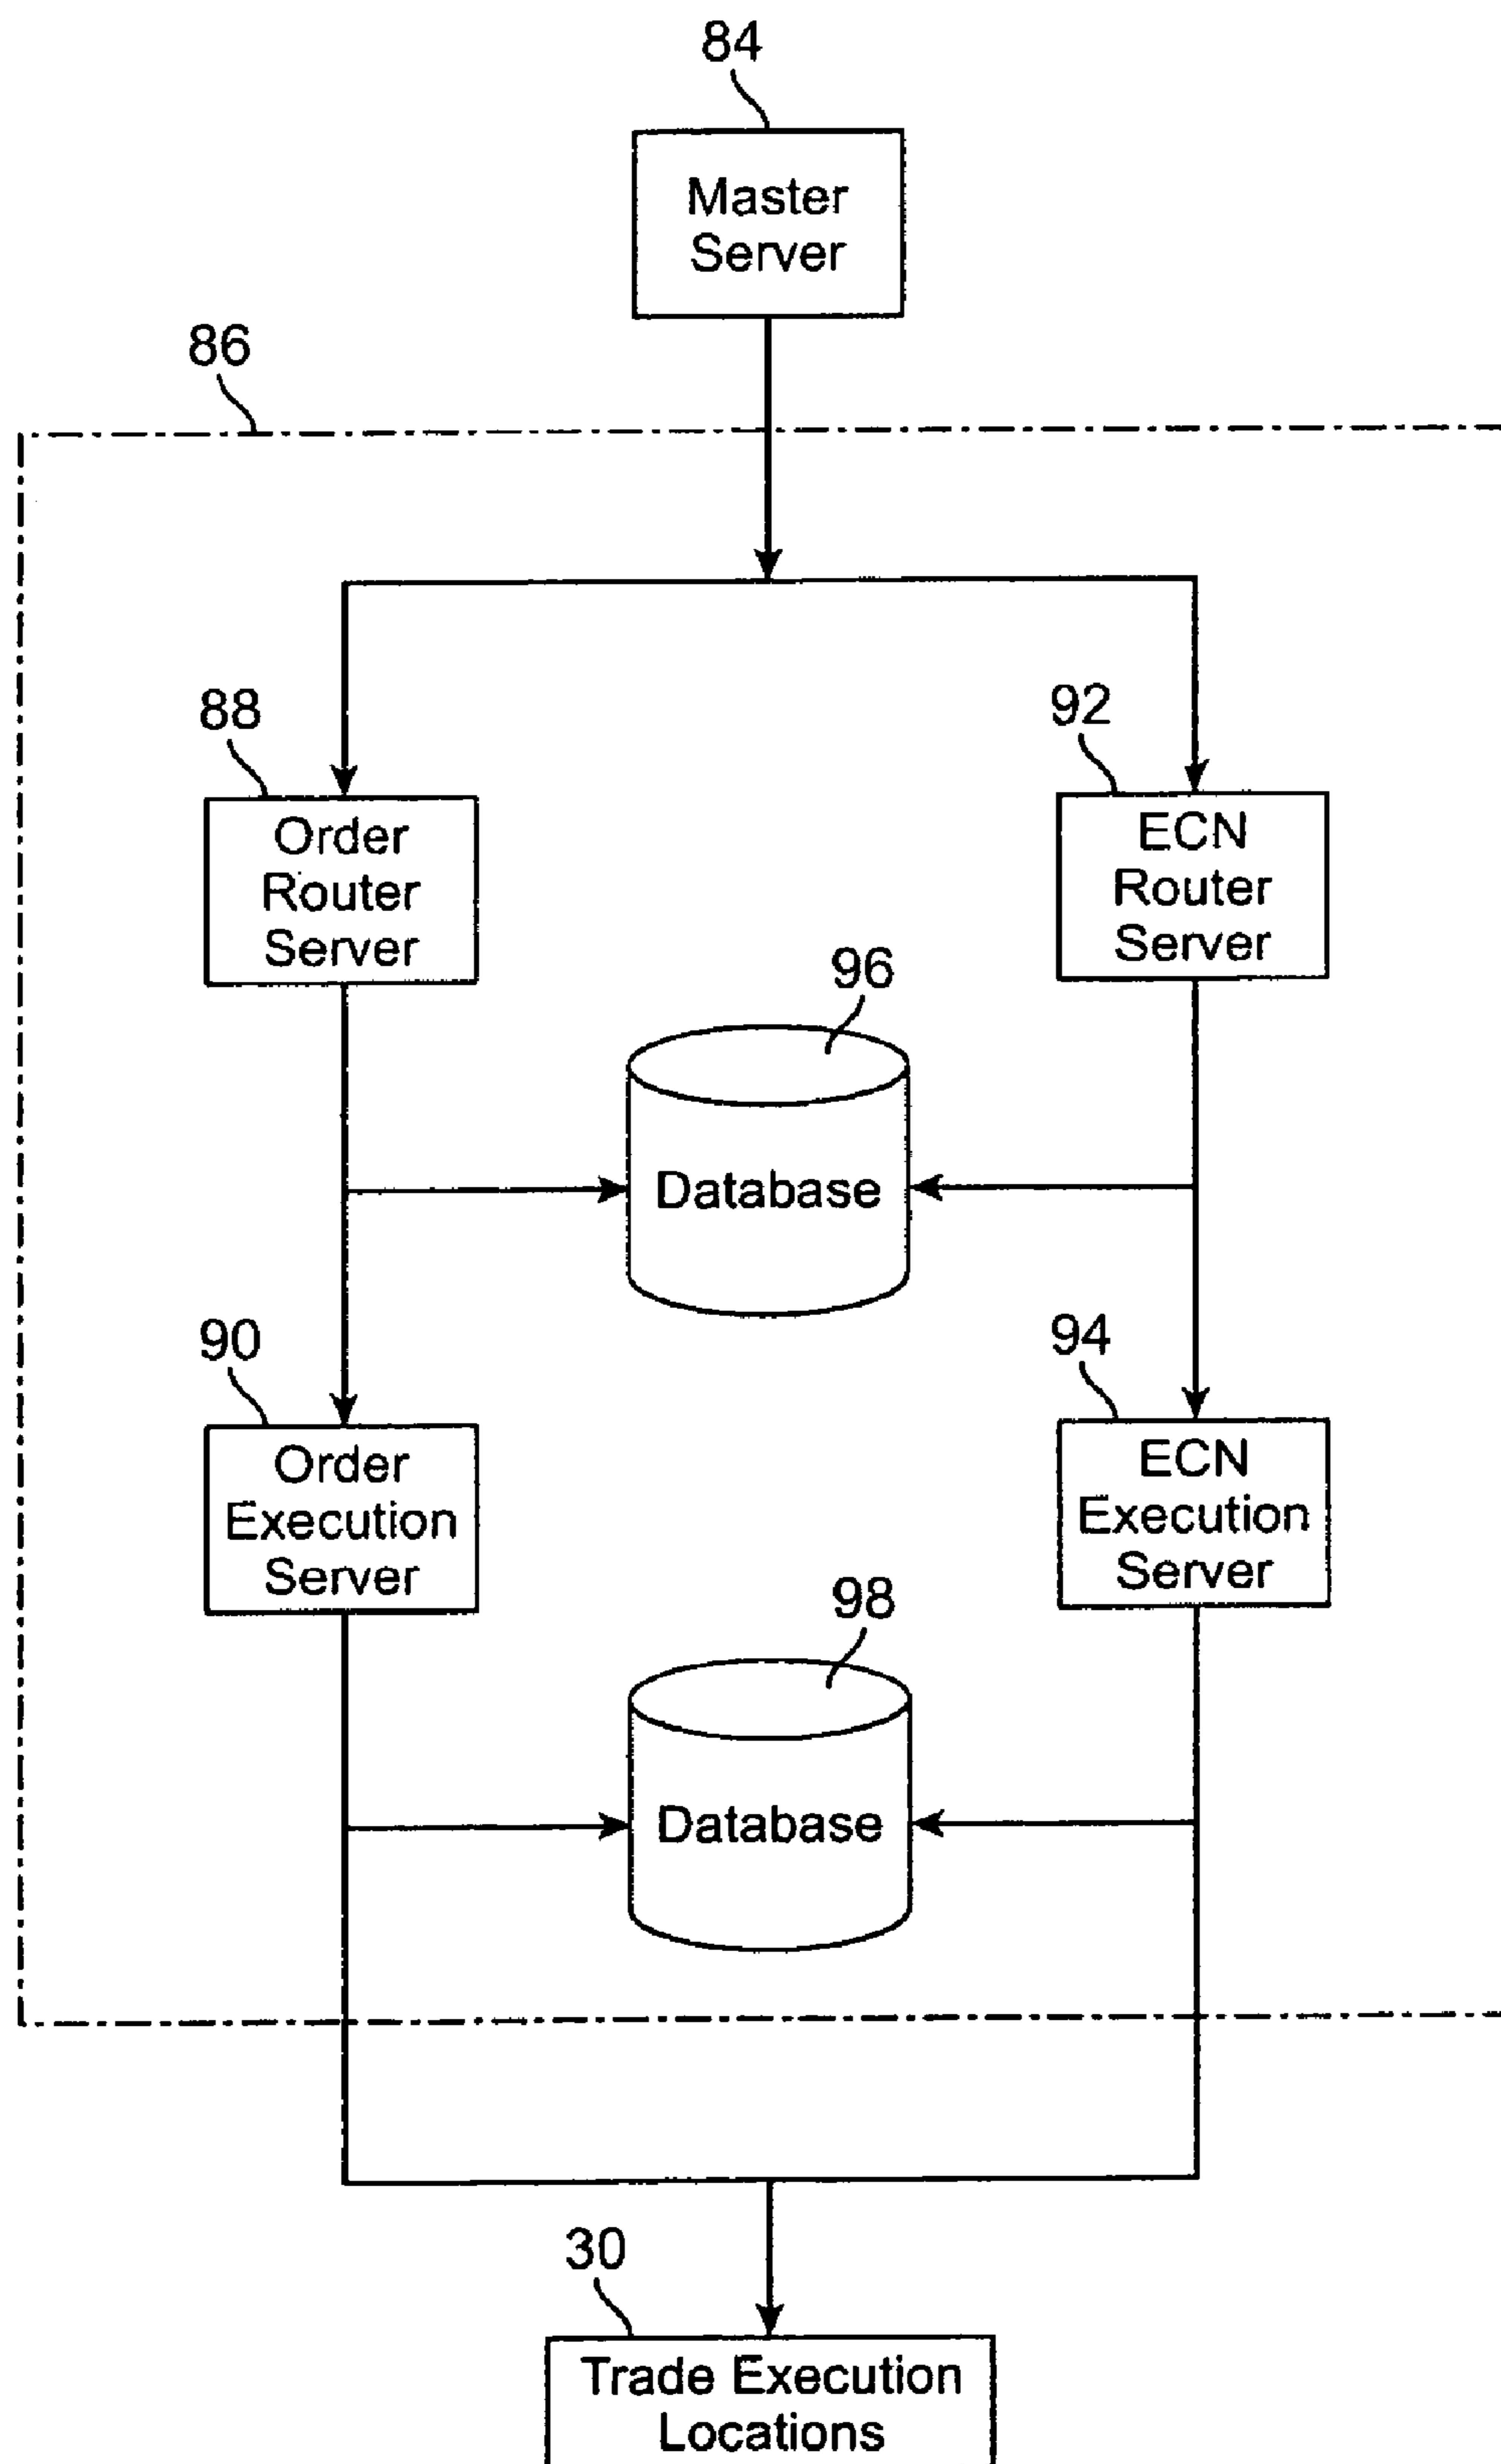 84
Master
Server
86
88
Order
Router
Server
92
ECN
Router
Server
96
Database
90
Order
Execution
Server
94
ECN
Execution
Server
98
Database
30
Trade Execution
Locations